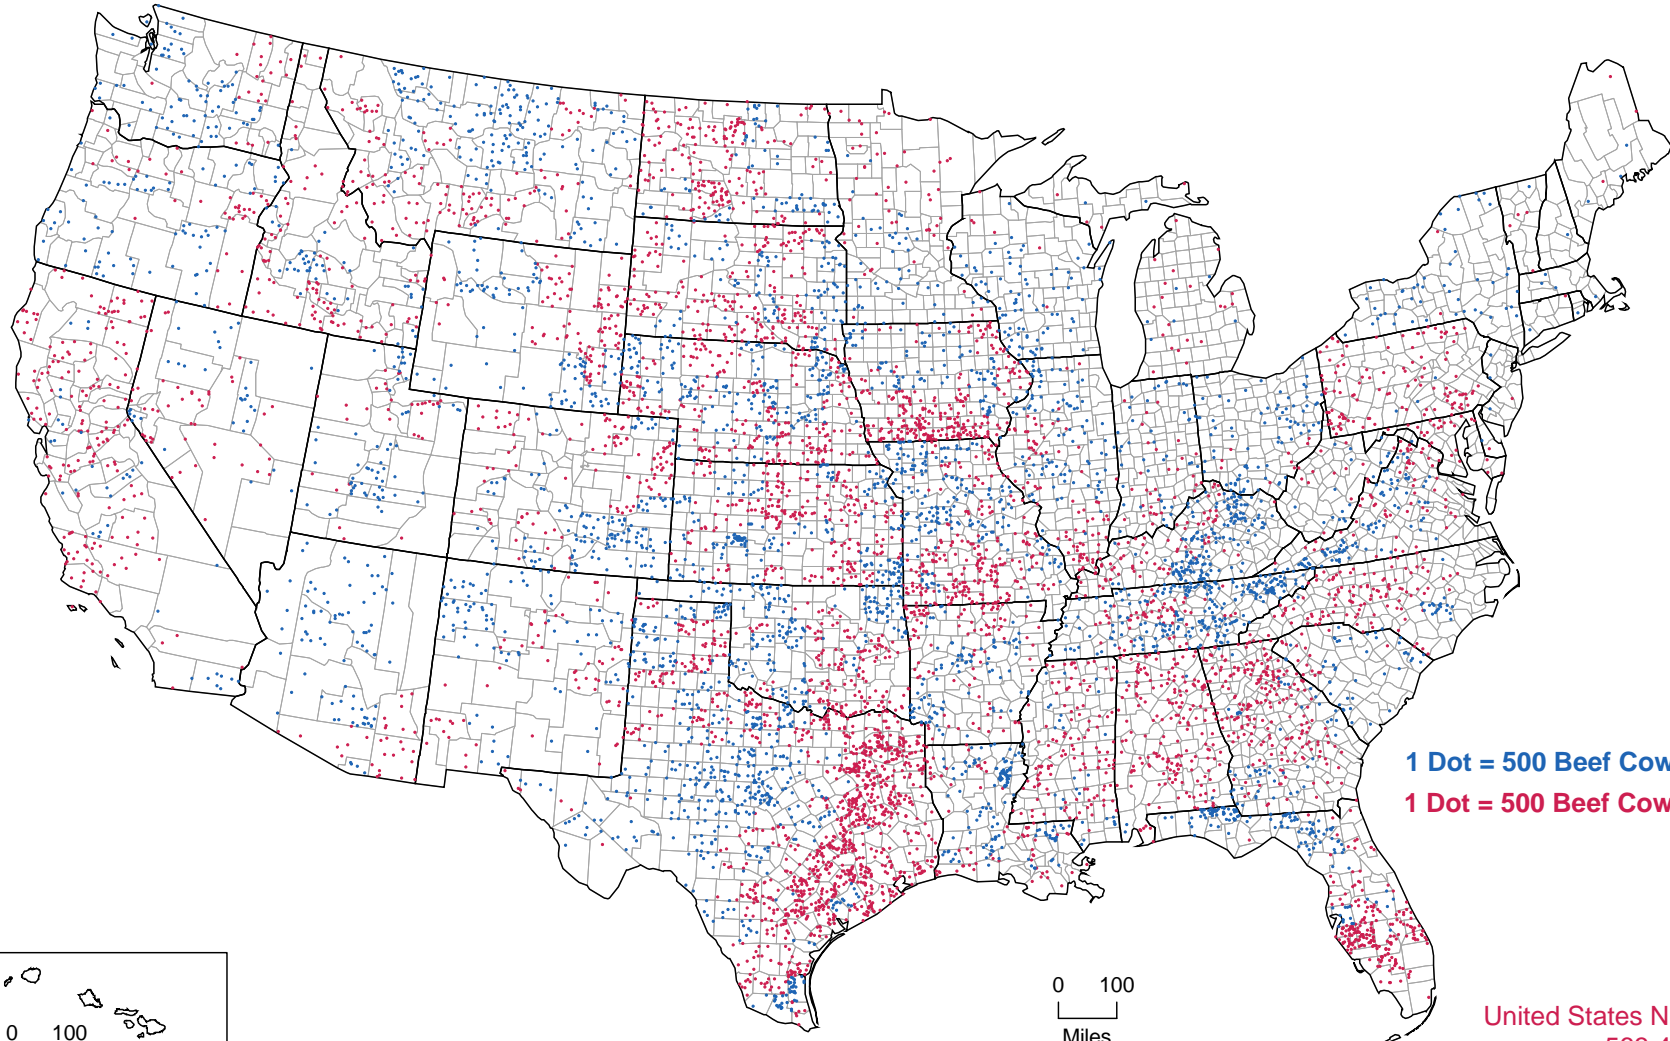 1 Dot = 500 Beef Cow
1 Dot = 500 Beef Cow
0 100
Miles
0 100
United States N